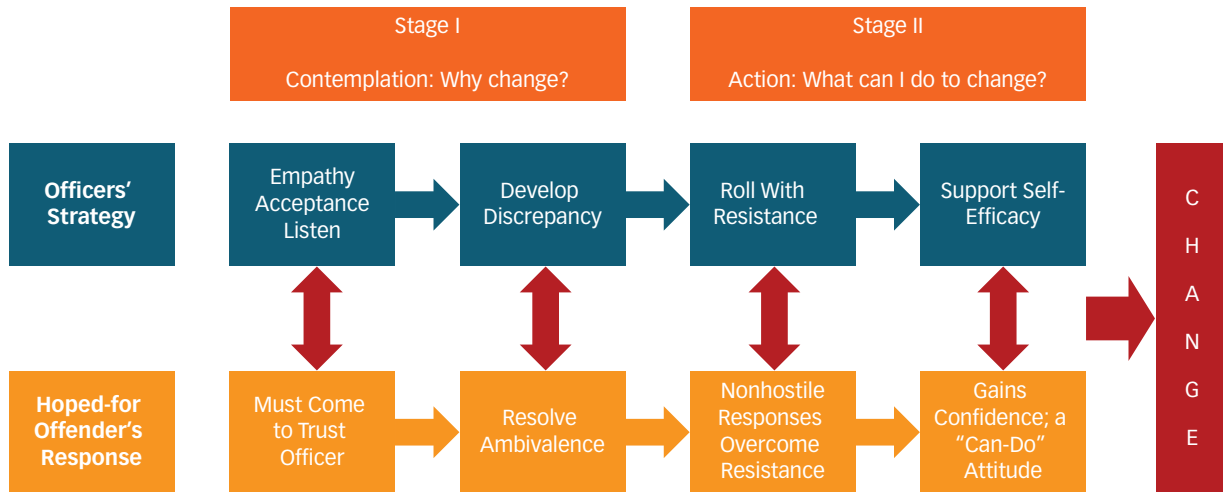 Stage I
Contemplation: Why change?
Stage II
Action: What can I do to change?
Officers'
Strategy
Empathy
Acceptance
Listen
Develop
Discrepancy
Roll With
Resistance
Support Self-
Efficacy
Hoped-for
Offender's
Response
Must Come
to Trust
Officer
Resolve
Ambivalence
Nonhostile
Responses
Overcome
Resistance
Gains
Confidence; a
“Can-Do”
Attitude
C
H
A
N
G
E